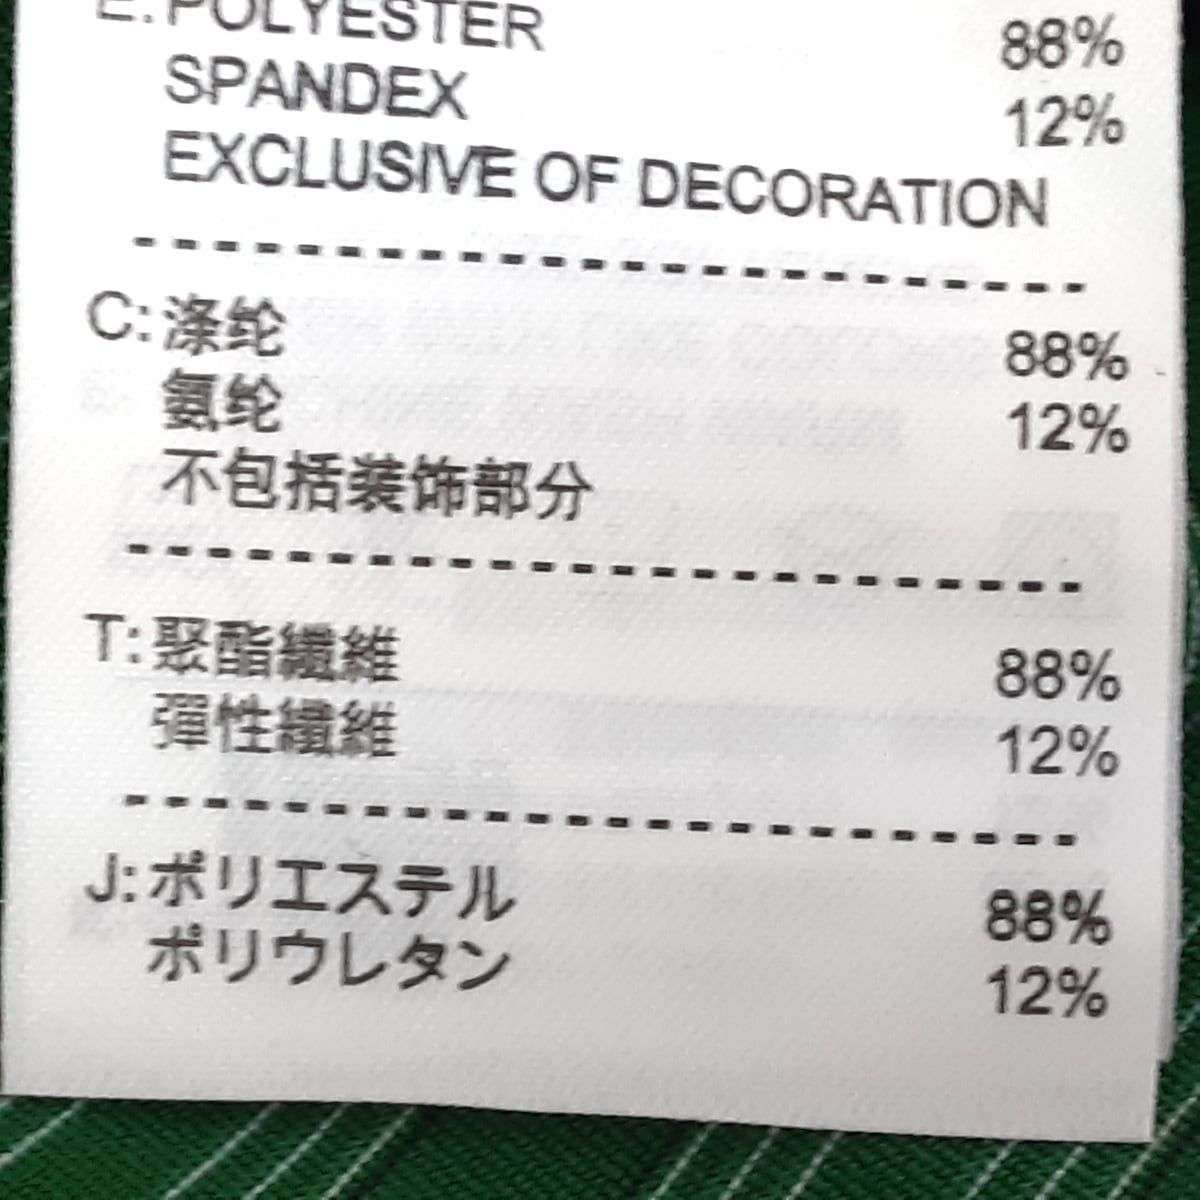 E: POLYESTER 88%
SPANDEX 12%
EXCLUSIVE OF DECORATION
C: 涤纶 88%
氨纶 12%
不包括装饰部分
T: 聚酯纖維 88%
彈性纖維 12%
J: ポリエステル 88%
ポリウレタン 12%